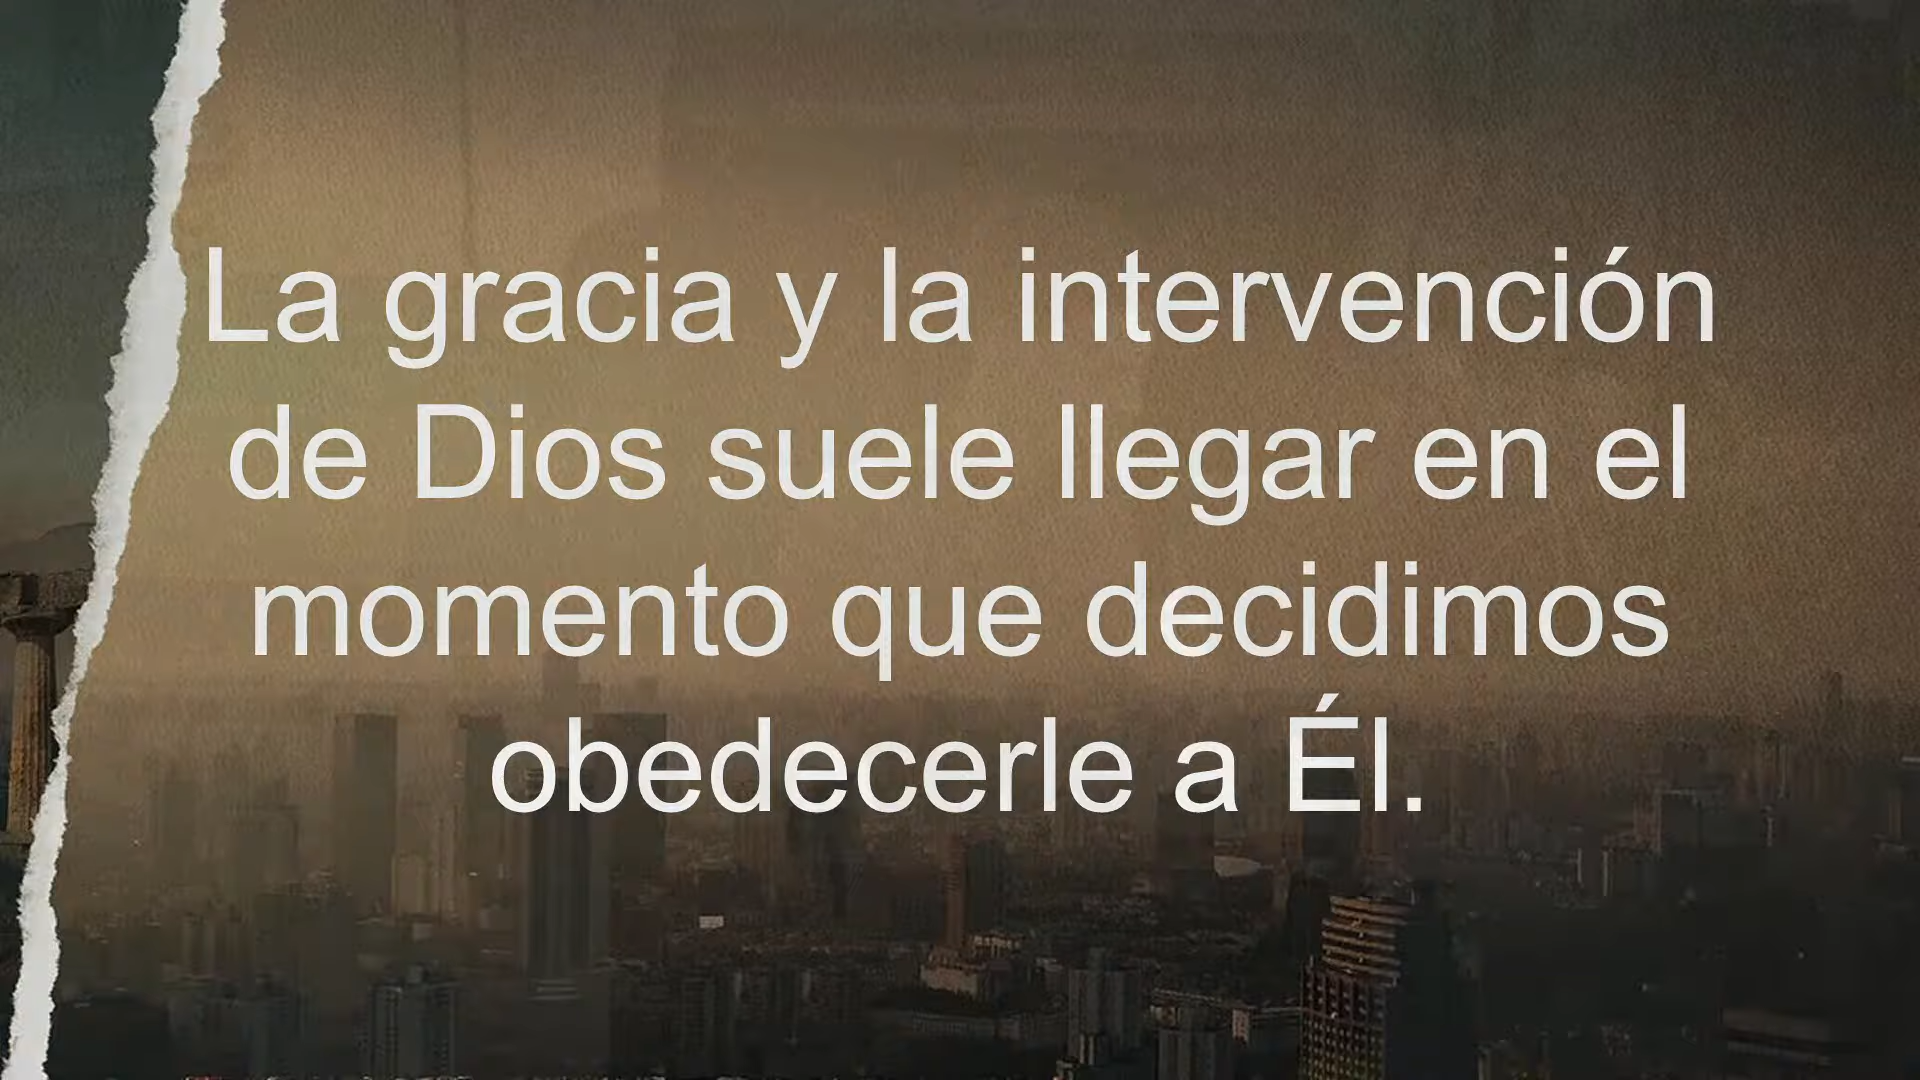 La gracia y la intervención
de Dios suele llegar en el
momento que decidimos
obedecerle a Él.